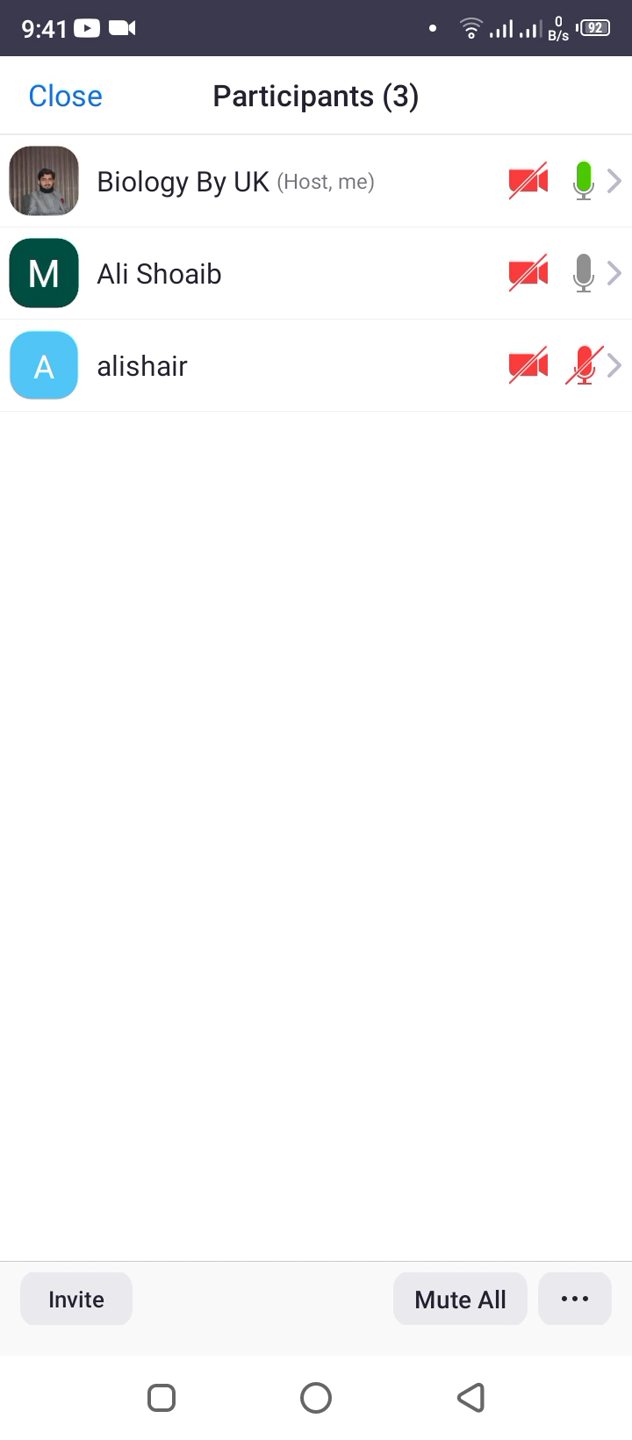 9:41
0
B/s
92
Close
Participants (3)
Biology By UK (Host, me)
M
Ali Shoaib
A
alishair
Invite
Mute All
...